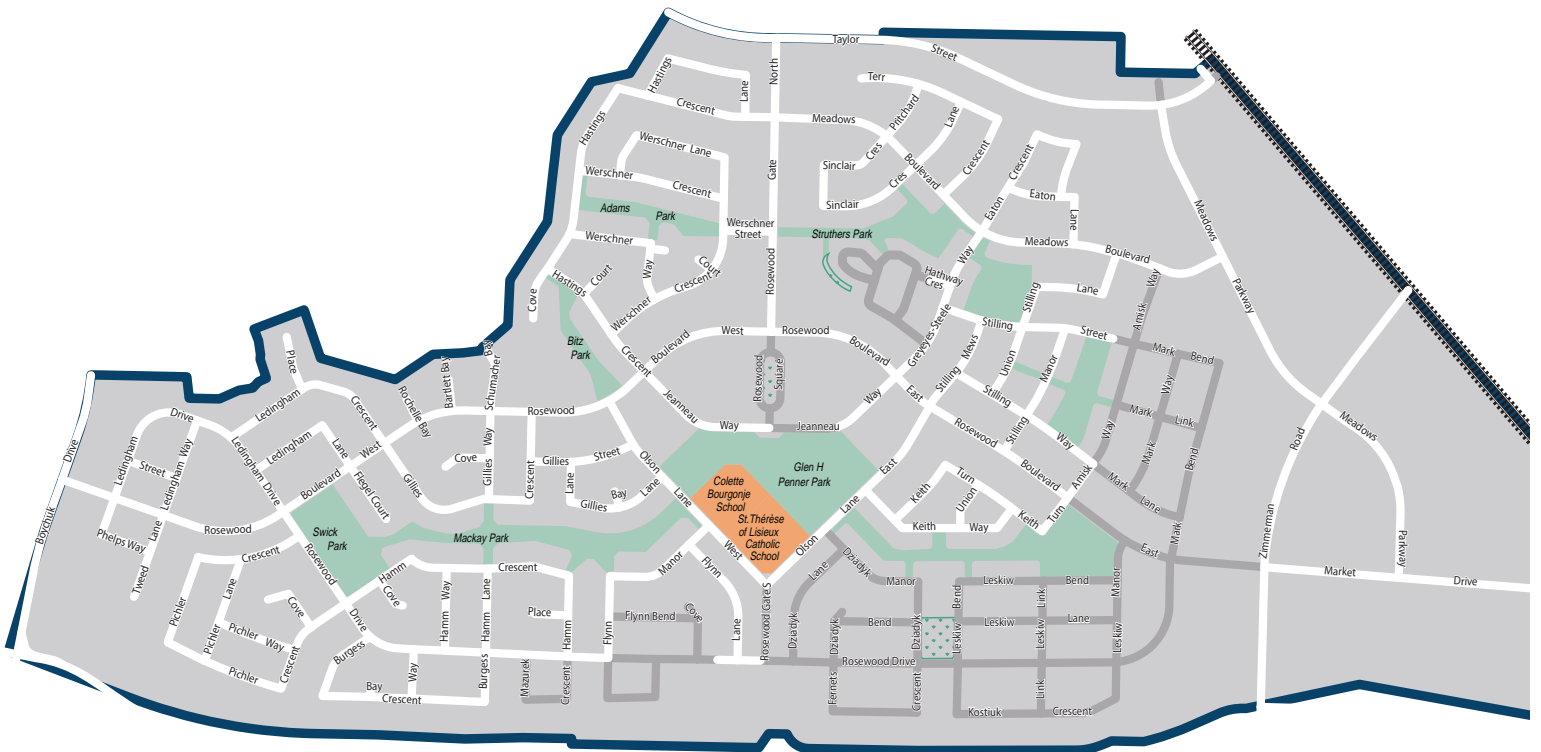 Taylor
Street
Hastings
North
Terr
Lane
Crescent
Meadows
Pritchard
Lane
Hastings
Werschner Lane
Cres
Boulevard
Crescent
Crescent
Sinclair
Gate
Werschner
Crescent
Cres
Eaton
Eaton
Lane
Sinclair
Adams
Park
Werschner
Street
Struthers Park
Meadows
Meadows
Boulevard
Werschner
Way
Court
Court
Way
Hathway
Cres
Way
Hastings
Crescent
Rosewood
Lane
Stilling
Parkway
Cove
Werschner
Greyeyes-Steele
Stilling
Street
Amisk
West
Rosewood
Boulevard
Boulevard
Bitz
Park
Crescent
Mews
Union
Manor
Mark
Bend
Place
Bay
Schumacher
Bartlett Bay
Rosewood
Square
Stilling
Stilling
Way
Ledingham
Crescent
Rochelle Bay
Rosewood
Jeanneau
Way
Jeanneau
Way
East
Rosewood
Stilling
Way
Mark
Link
Meadows
Drive
Ledingham
Lane
West
Way
Gillies
Cove
Gillies
Street
Olson
Glen H
Penner Park
East
Boulevard
Way
Mark
Bend
Road
Drive
Ledingham
Street
Ledingham Way
Ledingham Drive
Boulevard
Flegel Court
Gillies
Crescent
Lane
Gillies
Bay
Lane
Lane
Colette
Bourgonje
School
St.Thérèse
of Lisieux
Catholic
School
Lane
Turn
Keith
Union
Keith
Way
Keith
Turn
Amisk
Mark
Lane
Boychuk
Rosewood
Phelps Way
Lane
Swick
Park
Mackay Park
West
Olson
East
Mark
Zimmerman
Parkway
Tweed
Crescent
Rosewood
Hamm
Crescent
Manor
Flynn
Lane
Dziadyk
Manor
Leskiw
Bend
Manor
Market
Drive
Pichler
Lane
Cove
Cove
Way
Lane
Bend
Link
Pichler
Pichler
Way
Drive
Hamm
Hamm
Place
Hamm
Flynn
Flynn Bend
Cove
Lane
Rosewood Gate S
Dziadyk
Dziadyk
Bend
Dziadyk
Leskiw
Leskiw
Leskiw
Lane
Leskiw
Pichler
Crescent
Burgess
Bay
Way
Crescent
Burgess
Mazurek
Crescent
Rosewood Drive
Fernets
Crescent
Link
Kostiuk
Crescent